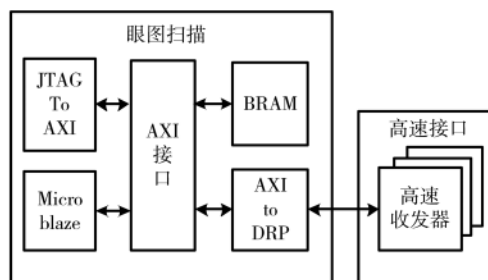 眼图扫描
JTAG
To
AXI
AXI
接
口
BRAM
Micro
blaze
AXI
to
DRP
高速接口
高速
收发器